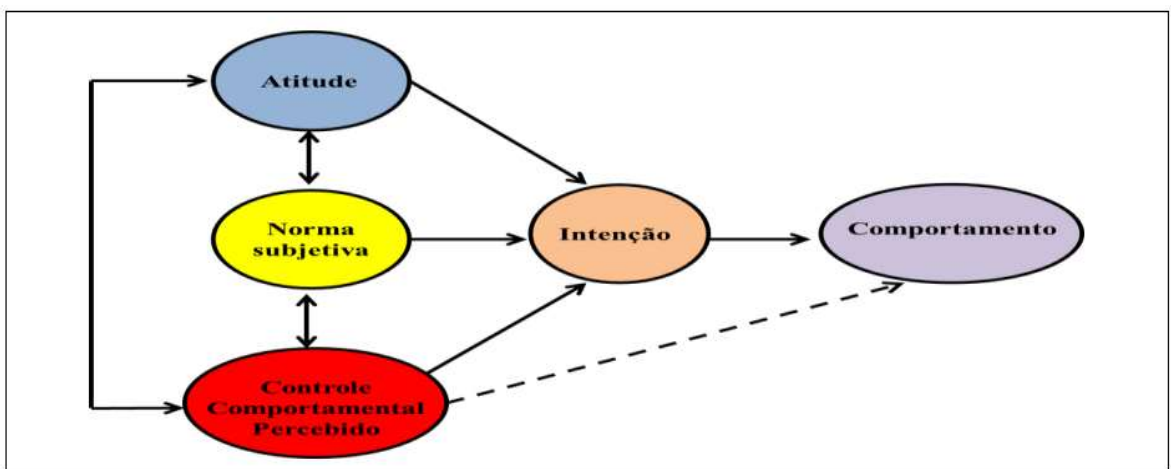 Atitude
Norma
subjetiva
Intenção
Comportamento
Controle
Comportamental
Percebido